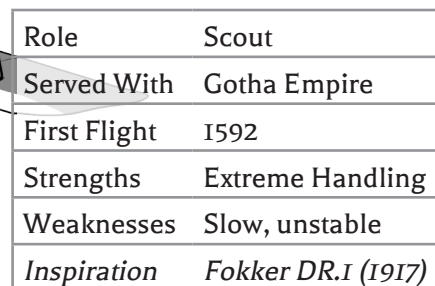 Role Scout
Served With Gotha Empire
First Flight 1592
Strengths Extreme Handling
Weaknesses Slow, unstable
Inspiration Fokker DR.1 (1917)